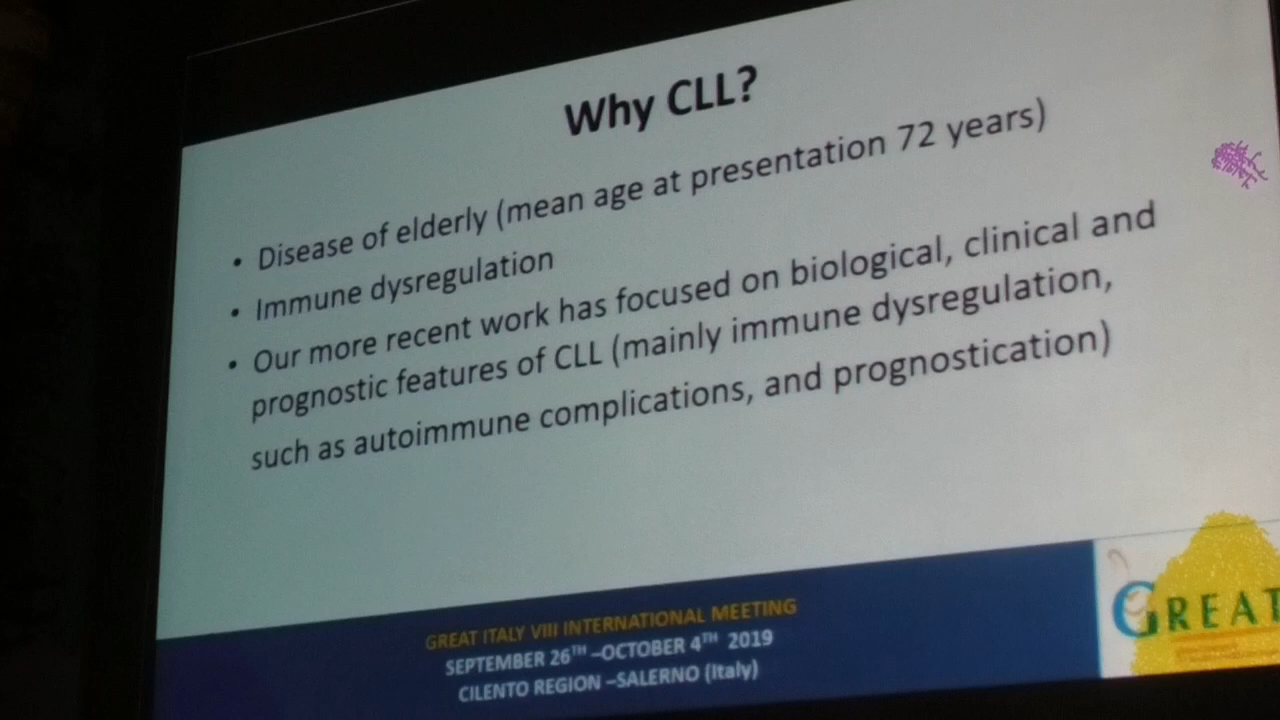 Why CLL?
• Disease of elderly (mean age at presentation 72 years)
• Immune dysregulation
• Our more recent work has focused on biological, clinical and
prognostic features of CLL (mainly immune dysregulation,
such as autoimmune complications, and prognostication)
GREAT ITALY VIII INTERNATIONAL MEETING
SEPTEMBER 26TH –OCTOBER 4TH 2019
CILENTO REGION –SALERNO (Italy)
GREAT